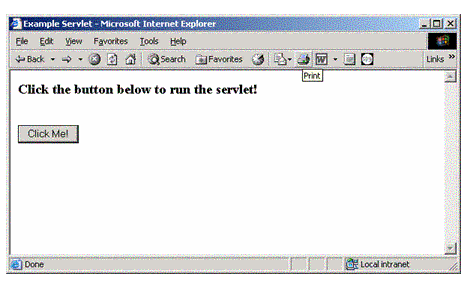 Example Servlet - Microsoft Internet Explorer
File Edit View Favorites Tools Help
Back Search Favorites W Links »
Print
Click the button below to run the servlet!
Click Me!
Done Local intranet